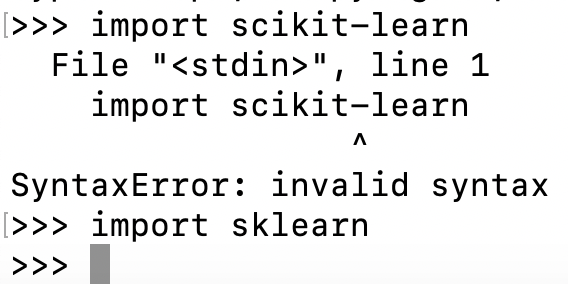 [>>> import scikit-learn
  File "<stdin>", line 1
    import scikit-learn
                 ^
SyntaxError: invalid syntax
[>>> import sklearn
>>>